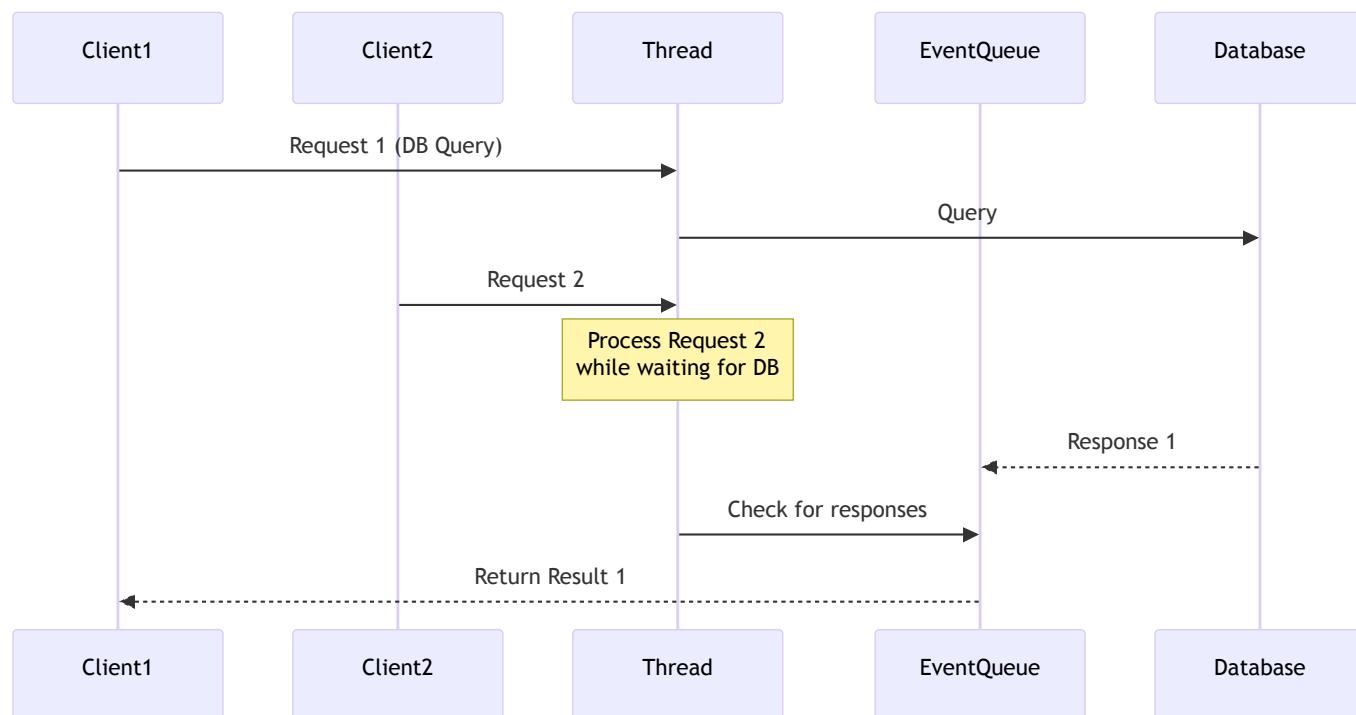 Client1
Client2
Thread
EventQueue
Database
Request 1 (DB Query)
Query
Request 2
Process Request 2
while waiting for DB
Response 1
Check for responses
Return Result 1
Client1
Client2
Thread
EventQueue
Database